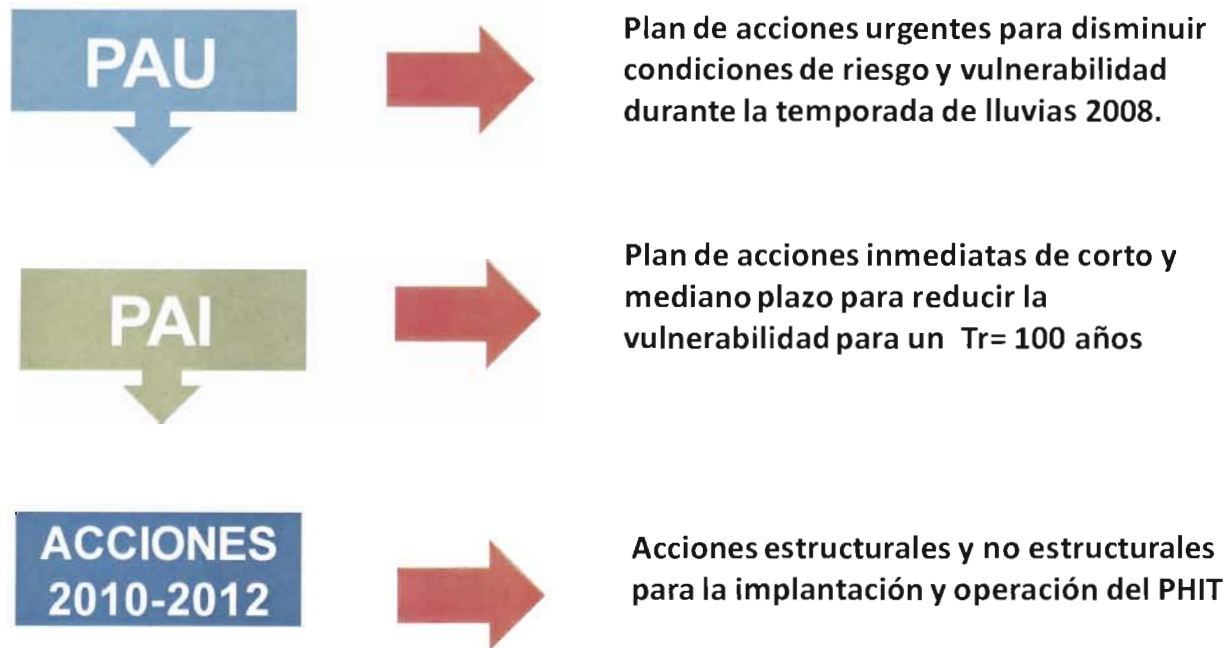 PAU
Plan de acciones urgentes para disminuir
condiciones de riesgo y vulnerabilidad
durante la temporada de lluvias 2008.
PAI
Plan de acciones inmediatas de corto y
mediano plazo para reducir la
vulnerabilidad para un Tr= 100 años
ACCIONES
2010-2012
Acciones estructurales y no estructurales
para la implantación y operación del PHIT